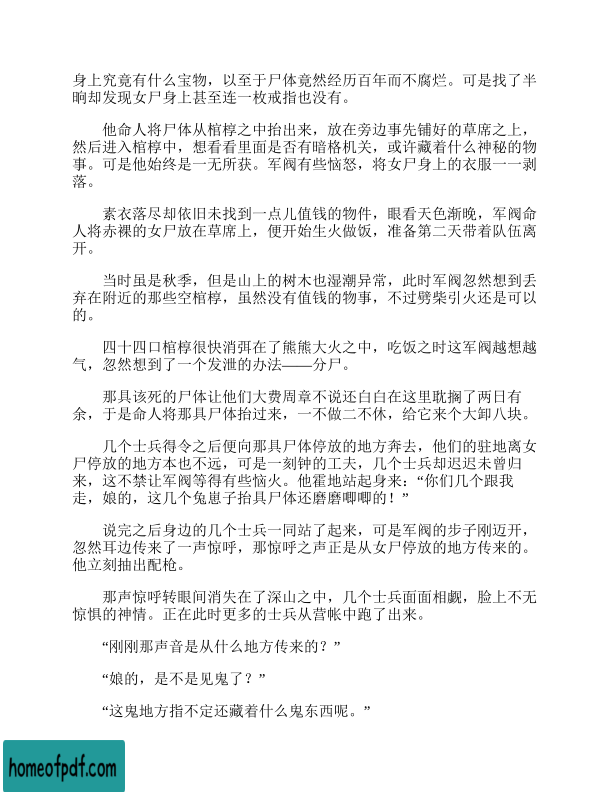 身上究竟有什么宝物，以至于尸体竟然经历百年而不腐烂。可是找了半
晌却发现女尸身上甚至连一枚戒指也没有。
他命人将尸体从棺椁之中抬出来，放在旁边事先铺好的草席之上，
然后进入棺椁中，想看看里面是否有暗格机关，或许藏着什么神秘的物
事。可是他始终是一无所获。军阀有些恼怒，将女尸身上的衣服一一剥
落。
素衣落尽却依旧未找到一点儿值钱的物件，眼看天色渐晚，军阀命
人将赤裸的女尸放在草席上，便开始生火做饭，准备第二天带着队伍离
开。
当时虽是秋季，但是山上的树木也湿潮异常，此时军阀忽然想到丢
弃在附近的那些空棺椁，虽然没有值钱的物事，不过劈柴引火还是可以
的。
四十四口棺椁很快消弭在了熊熊大火之中，吃饭之时这军阀越想越
气，忽然想到了一个发泄的办法——分尸。
那具该死的尸体让他们大费周章不说还白白在这里耽搁了两日有
余，于是命人将那具尸体抬过来，一不做二不休，给它来个大卸八块。
几个士兵得令之后便向那具尸体停放的地方奔去，他们的驻地离女
尸停放的地方本也不远，可是一刻钟的工夫，几个士兵却迟迟未曾归
来，这不禁让军阀等得有些恼火。他霍地站起身来：“你们几个跟我
走，娘的，这几个兔崽子抬具尸体还磨磨唧唧的！”
说完之后身边的几个士兵一同站了起来，可是军阀的步子刚迈开，
忽然耳边传来了一声惊呼，那惊呼之声正是从女尸停放的地方传来的。
他立刻抽出配枪。
那声惊呼转眼间消失在了深山之中，几个士兵面面相觑，脸上不无
惊惧的神情。正在此时更多的士兵从营帐中跑了出来。
“刚刚那声音是从什么地方传来的？”
“娘的，是不是见鬼了？”
“这鬼地方指不定还藏着什么鬼东西呢。”
homeofpdf.com